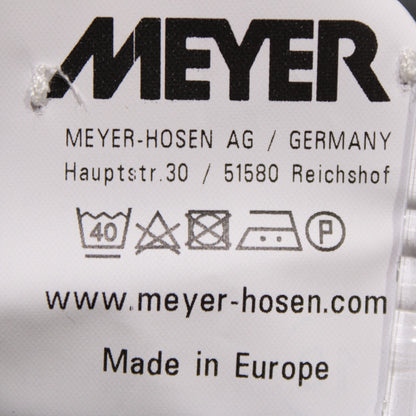 MEYER
MEYER-HOSEN AG / GERMANY
Hauptstr.30 / 51580 Reichshof
40 P
www.meyer-hosen.com
Made in Europe